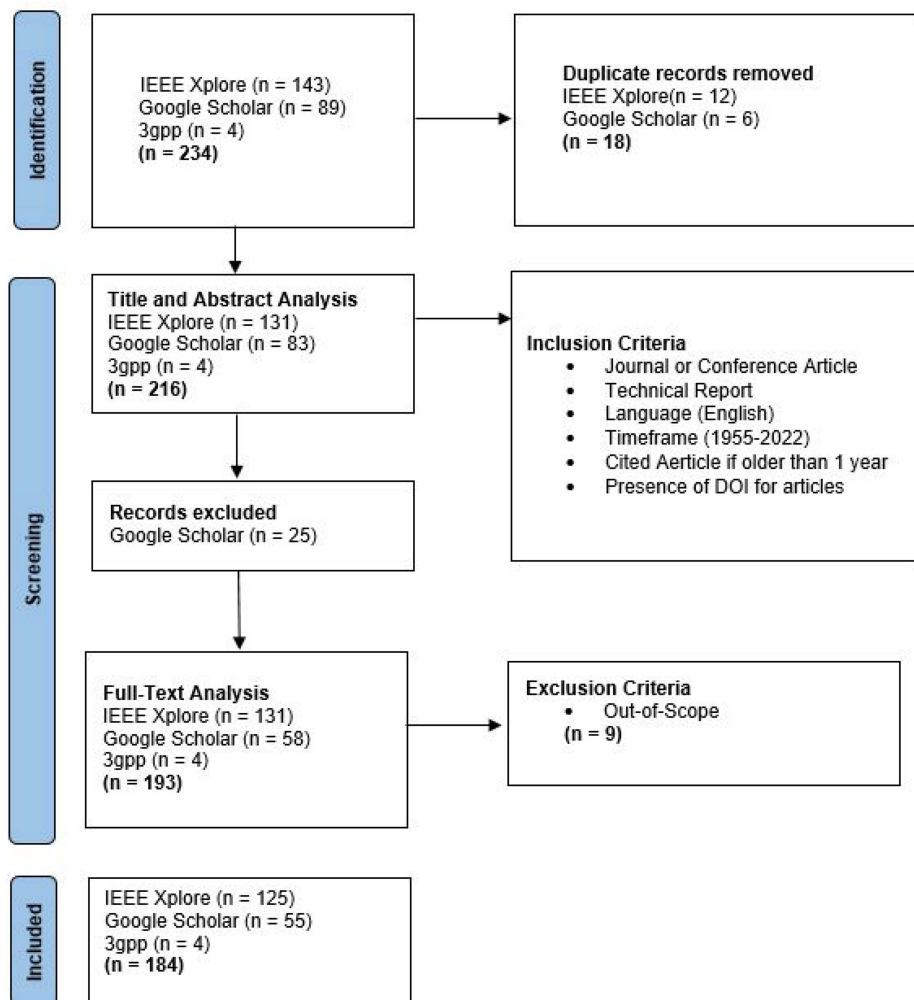 Identification
IEEE Xplore (n = 143)
Google Scholar (n = 89)
3gpp (n = 4)
(n = 234)
Duplicate records removed
IEEE Xplore(n = 12)
Google Scholar (n = 6)
(n = 18)
Screening
Title and Abstract Analysis
IEEE Xplore (n = 131)
Google Scholar (n = 83)
3gpp (n = 4)
(n = 216)
Inclusion Criteria
• Journal or Conference Article
• Technical Report
• Language (English)
• Timeframe (1955-2022)
• Cited Aerticle if older than 1 year
• Presence of DOI for articles
Records excluded
Google Scholar (n = 25)
Full-Text Analysis
IEEE Xplore (n = 131)
Google Scholar (n = 58)
3gpp (n = 4)
(n = 193)
Exclusion Criteria
• Out-of-Scope
(n = 9)
Included
IEEE Xplore (n = 125)
Google Scholar (n = 55)
3gpp (n = 4)
(n = 184)